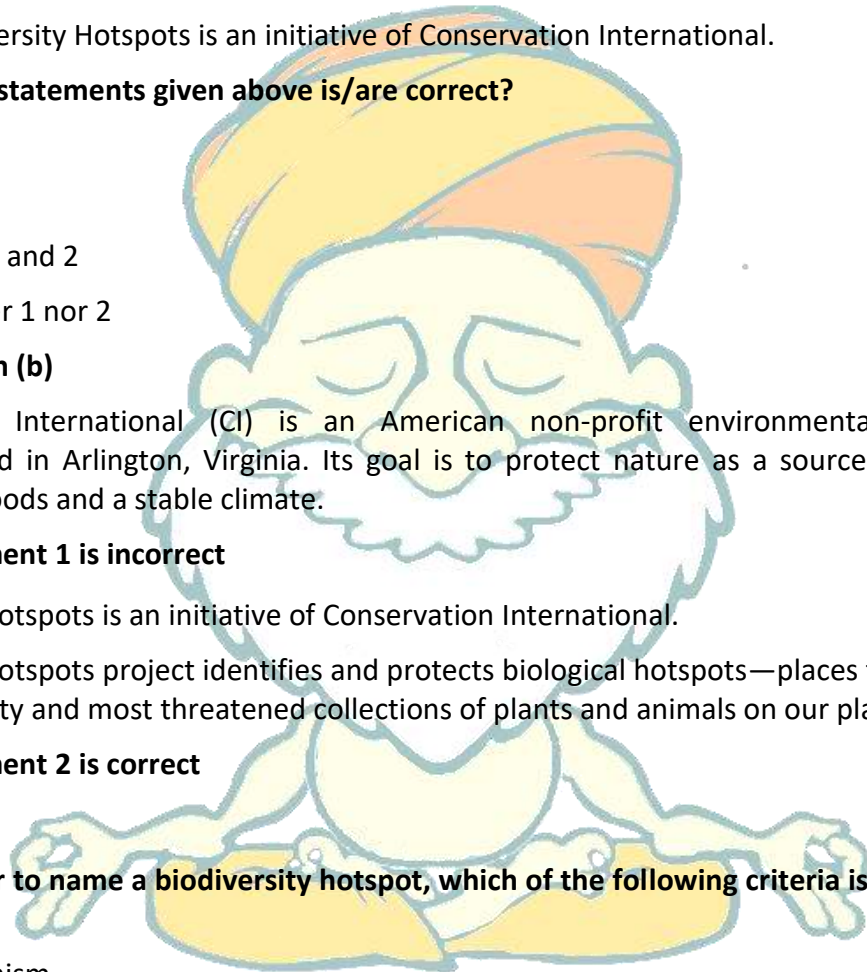 ersity Hotspots is an initiative of Conservation International.
statements given above is/are correct?
and 2
r 1 nor 2
n (b)
International (CI) is an American non-profit environmenta
d in Arlington, Virginia. Its goal is to protect nature as a source
oods and a stable climate.
ent 1 is incorrect
otspots is an initiative of Conservation International.
otspots project identifies and protects biological hotspots—places
ty and most threatened collections of plants and animals on our pla
ent 2 is correct
r to name a biodiversity hotspot, which of the following criteria is
nism